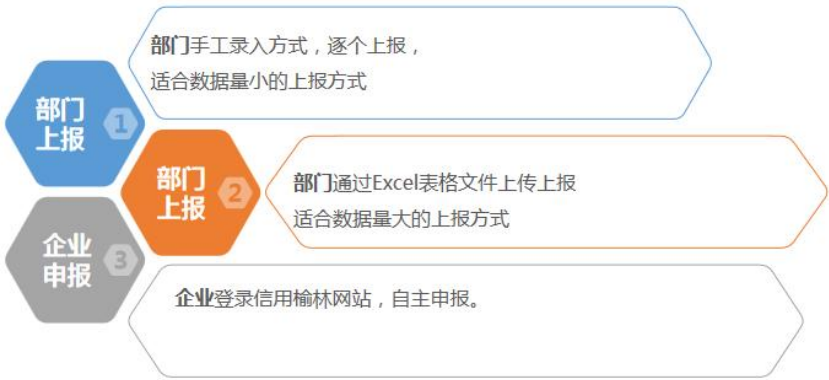 部门手工录入方式，逐个上报，
适合数据量小的上报方式
部门
上报
1
部门
上报
2
部门通过Excel表格文件上传上报
适合数据量大的上报方式
企业
申报
3
企业登录信用榆林网站，自主申报。